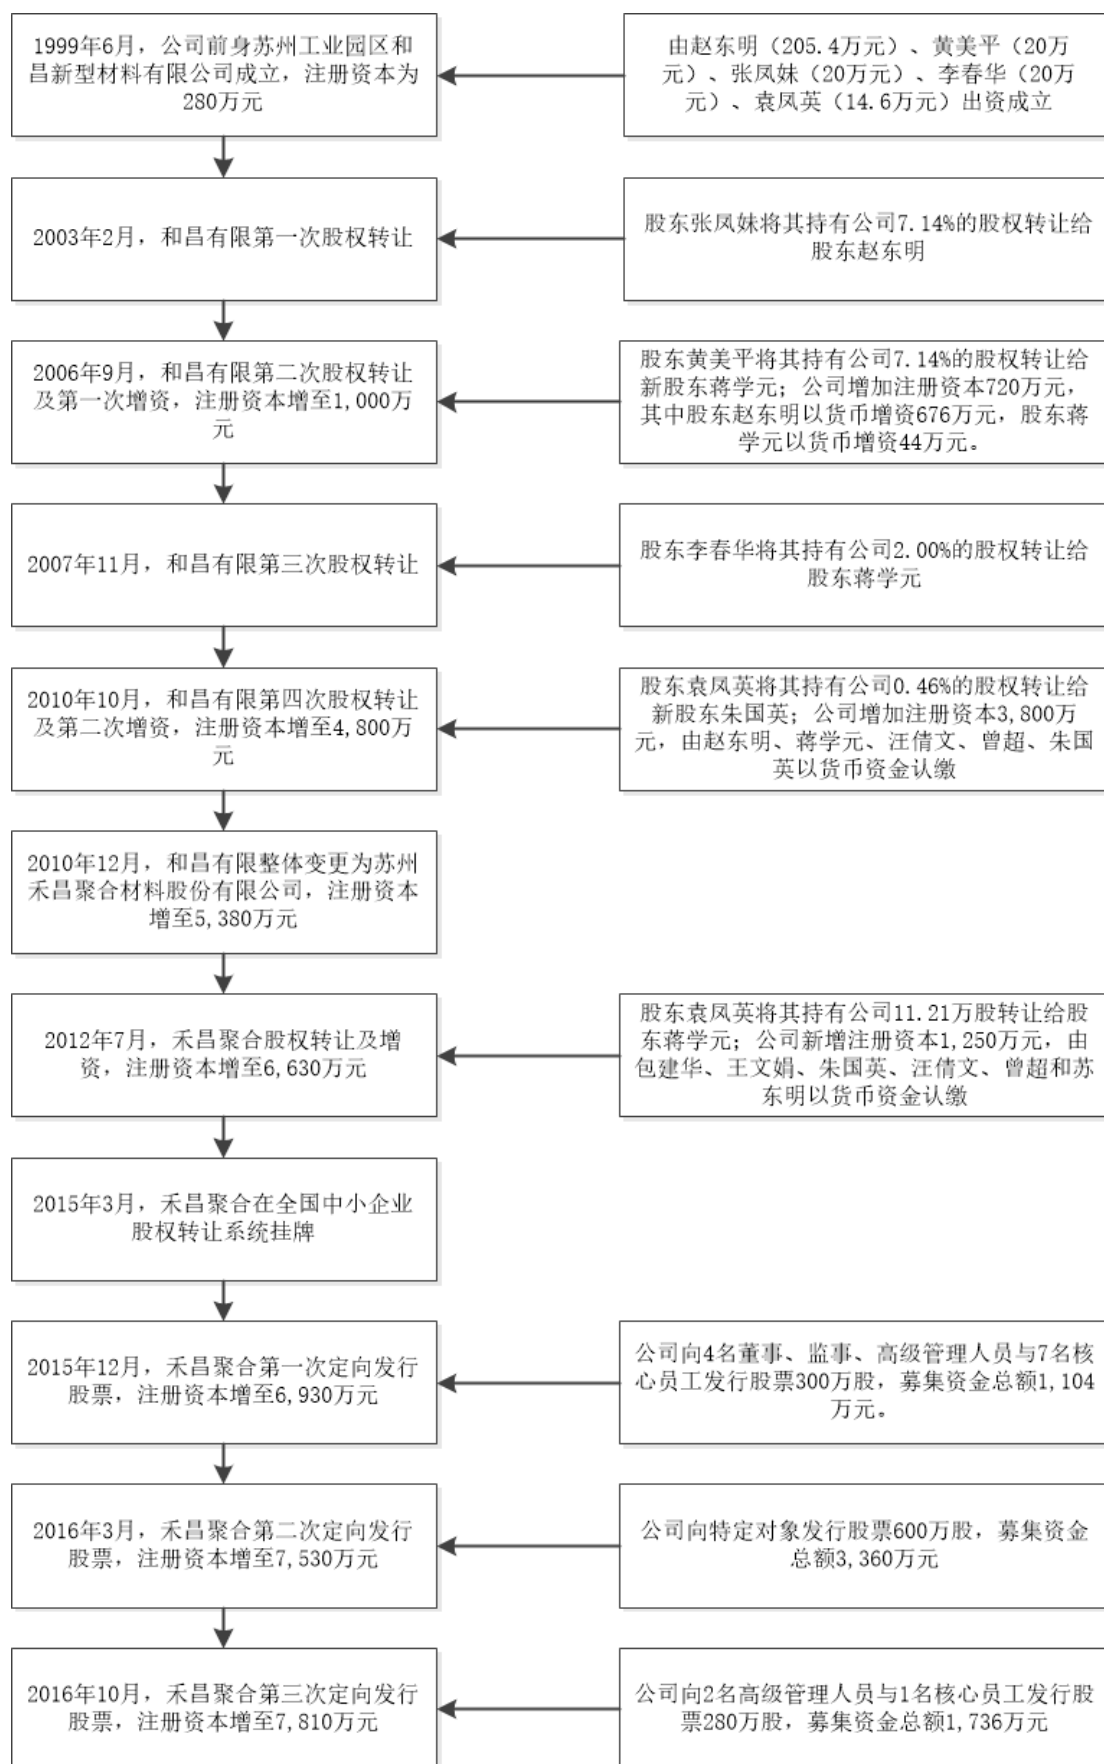 1999年6月，公司前身苏州工业园区和
昌新型材料有限公司成立，注册资本为
280万元
由赵东明（205.4万元）、黄美平（20万
元）、张凤妹（20万元）、李春华（20万
元）、袁凤英（14.6万元）出资成立
2003年2月，和昌有限第一次股权转让
股东张凤妹将其持有公司7.14%的股权转让给
股东赵东明
2006年9月，和昌有限第二次股权转让
及第一次增资，注册资本增至1,000万
元
股东黄美平将其持有公司7.14%的股权转让给
新股东蒋学元；公司增加注册资本720万元，
其中股东赵东明以货币增资676万元，股东蒋
学元以货币增资44万元。
2007年11月，和昌有限第三次股权转让
股东李春华将其持有公司2.00%的股权转让给
股东蒋学元
2010年10月，和昌有限第四次股权转让
及第二次增资，注册资本增至4,800万
元
股东袁凤英将其持有公司0.46%的股权转让给
新股东朱国英；公司增加注册资本3,800万
元，由赵东明、蒋学元、汪倩文、曾超、朱国
英以货币资金认缴
2010年12月，和昌有限整体变更为苏州
禾昌聚合材料股份有限公司，注册资本
增至5,380万元
2012年7月，禾昌聚合股权转让及增
资，注册资本增至6,630万元
股东袁凤英将其持有公司11.21万股转让给股
东蒋学元；公司新增注册资本1,250万元，由
包建华、王文娟、朱国英、汪倩文、曾超和苏
东明以货币资金认缴
2015年3月，禾昌聚合在全国中小企业
股权转让系统挂牌
2015年12月，禾昌聚合第一次定向发行
股票，注册资本增至6,930万元
公司向4名董事、监事、高级管理人员与7名核
心员工发行股票300万股，募集资金总额1,104
万元。
2016年3月，禾昌聚合第二次定向发行
股票，注册资本增至7,530万元
公司向特定对象发行股票600万股，募集资金
总额3,360万元
2016年10月，禾昌聚合第三次定向发行
股票，注册资本增至7,810万元
公司向2名高级管理人员与1名核心员工发行股
票280万股，募集资金总额1,736万元